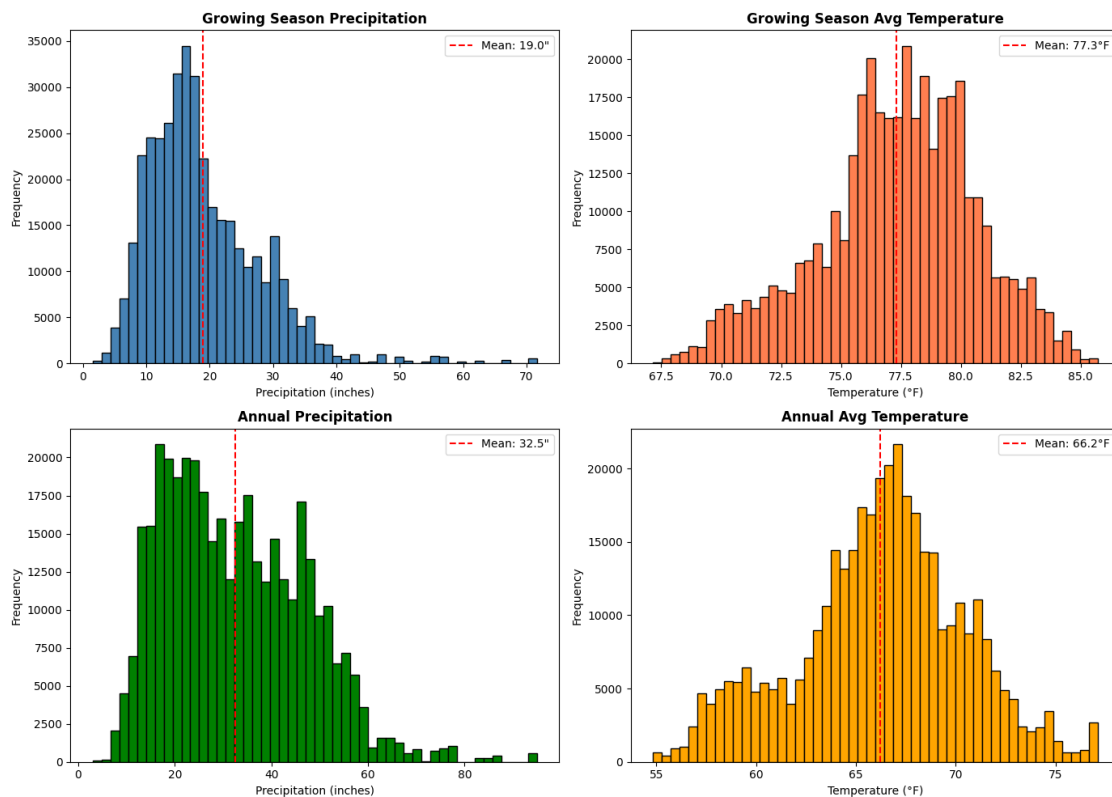 Growing Season Precipitation
Mean: 19.0"
Frequency
35000
30000
25000
20000
15000
10000
5000
0
0 10 20 30 40 50 60 70
Precipitation (inches)
Growing Season Avg Temperature
Mean: 77.3°F
Frequency
20000
17500
15000
12500
10000
7500
5000
2500
0
67.5 70.0 72.5 75.0 77.5 80.0 82.5 85.0
Temperature (°F)
Annual Precipitation
Mean: 32.5"
Frequency
20000
17500
15000
12500
10000
7500
5000
2500
0
0 20 40 60 80
Precipitation (inches)
Annual Avg Temperature
Mean: 66.2°F
Frequency
20000
15000
10000
5000
0
55 60 65 70 75
Temperature (°F)